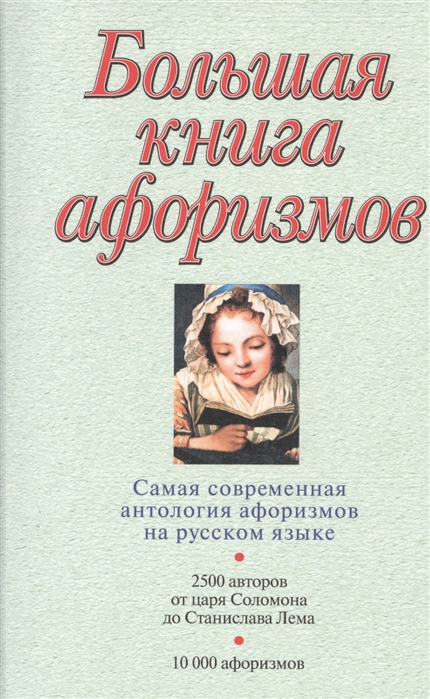 Большая
книга
афоризмов
Самая современная
антология афоризмов
на русском языке
•
2500 авторов
от царя Соломона
до Станислава Лема
•
10 000 афоризмов